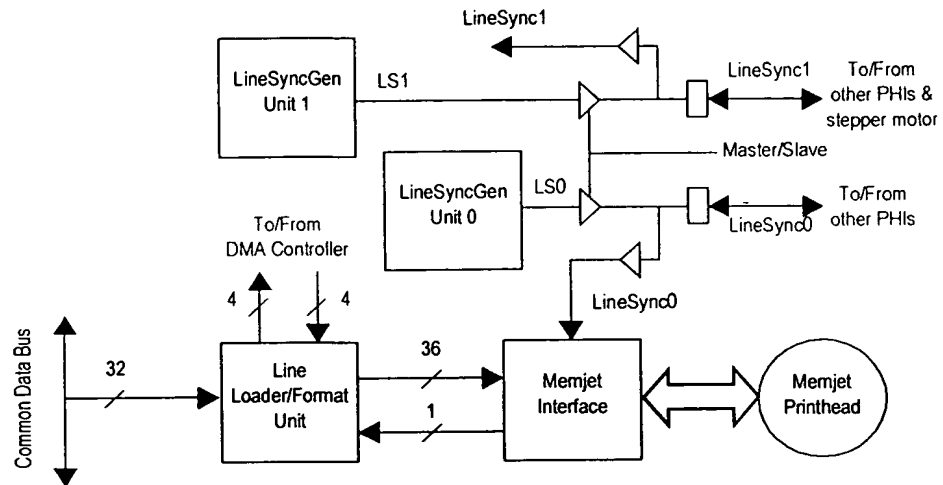 LineSync1
LineSyncGen
Unit 1
LS1
LineSync1
To/From
other PHIs &
stepper motor
Master/Slave
LineSyncGen
Unit 0
LS0
LineSync0
To/From
other PHIs
To/From
DMA Controller
4
4
LineSync0
Common Data Bus
32
Line
Loader/Format
Unit
36
1
Memjet
Interface
Memjet
Printhead